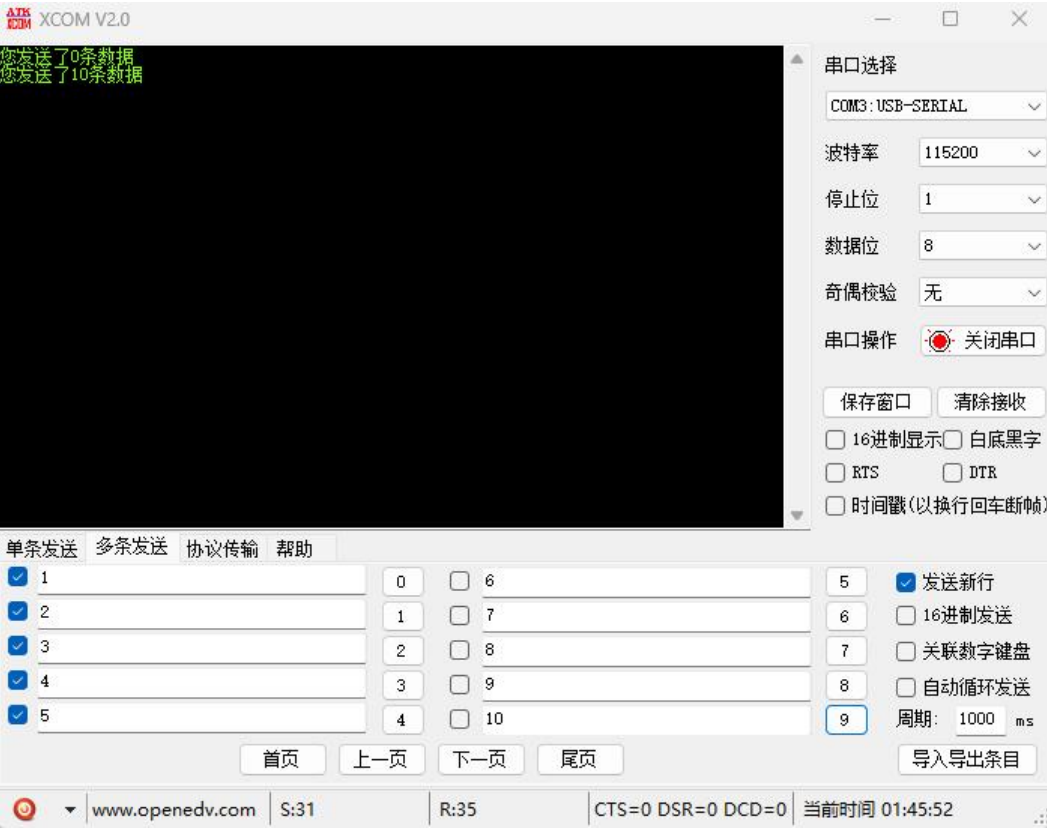 ATK XCOM XCOM V2.0
您发送了0条数据
您发送了10条数据
串口选择
COM3:USB-SERIAL
波特率 115200
停止位 1
数据位 8
奇偶校验 无
串口操作 关闭串口
保存窗口 清除接收
16进制显示 白底黑字
RTS DTR
时间戳(以换行回车断帧)
单条发送 多条发送 协议传输 帮助
1 0 6 5 发送新行
2 1 7 6 16进制发送
3 2 8 7 关联数字键盘
4 3 9 8 自动循环发送
5 4 10 9 周期: 1000 ms
首页 上一页 下一页 尾页 导入导出条目
www.openedv.com S:31 R:35 CTS=0 DSR=0 DCD=0 当前时间 01:45:52